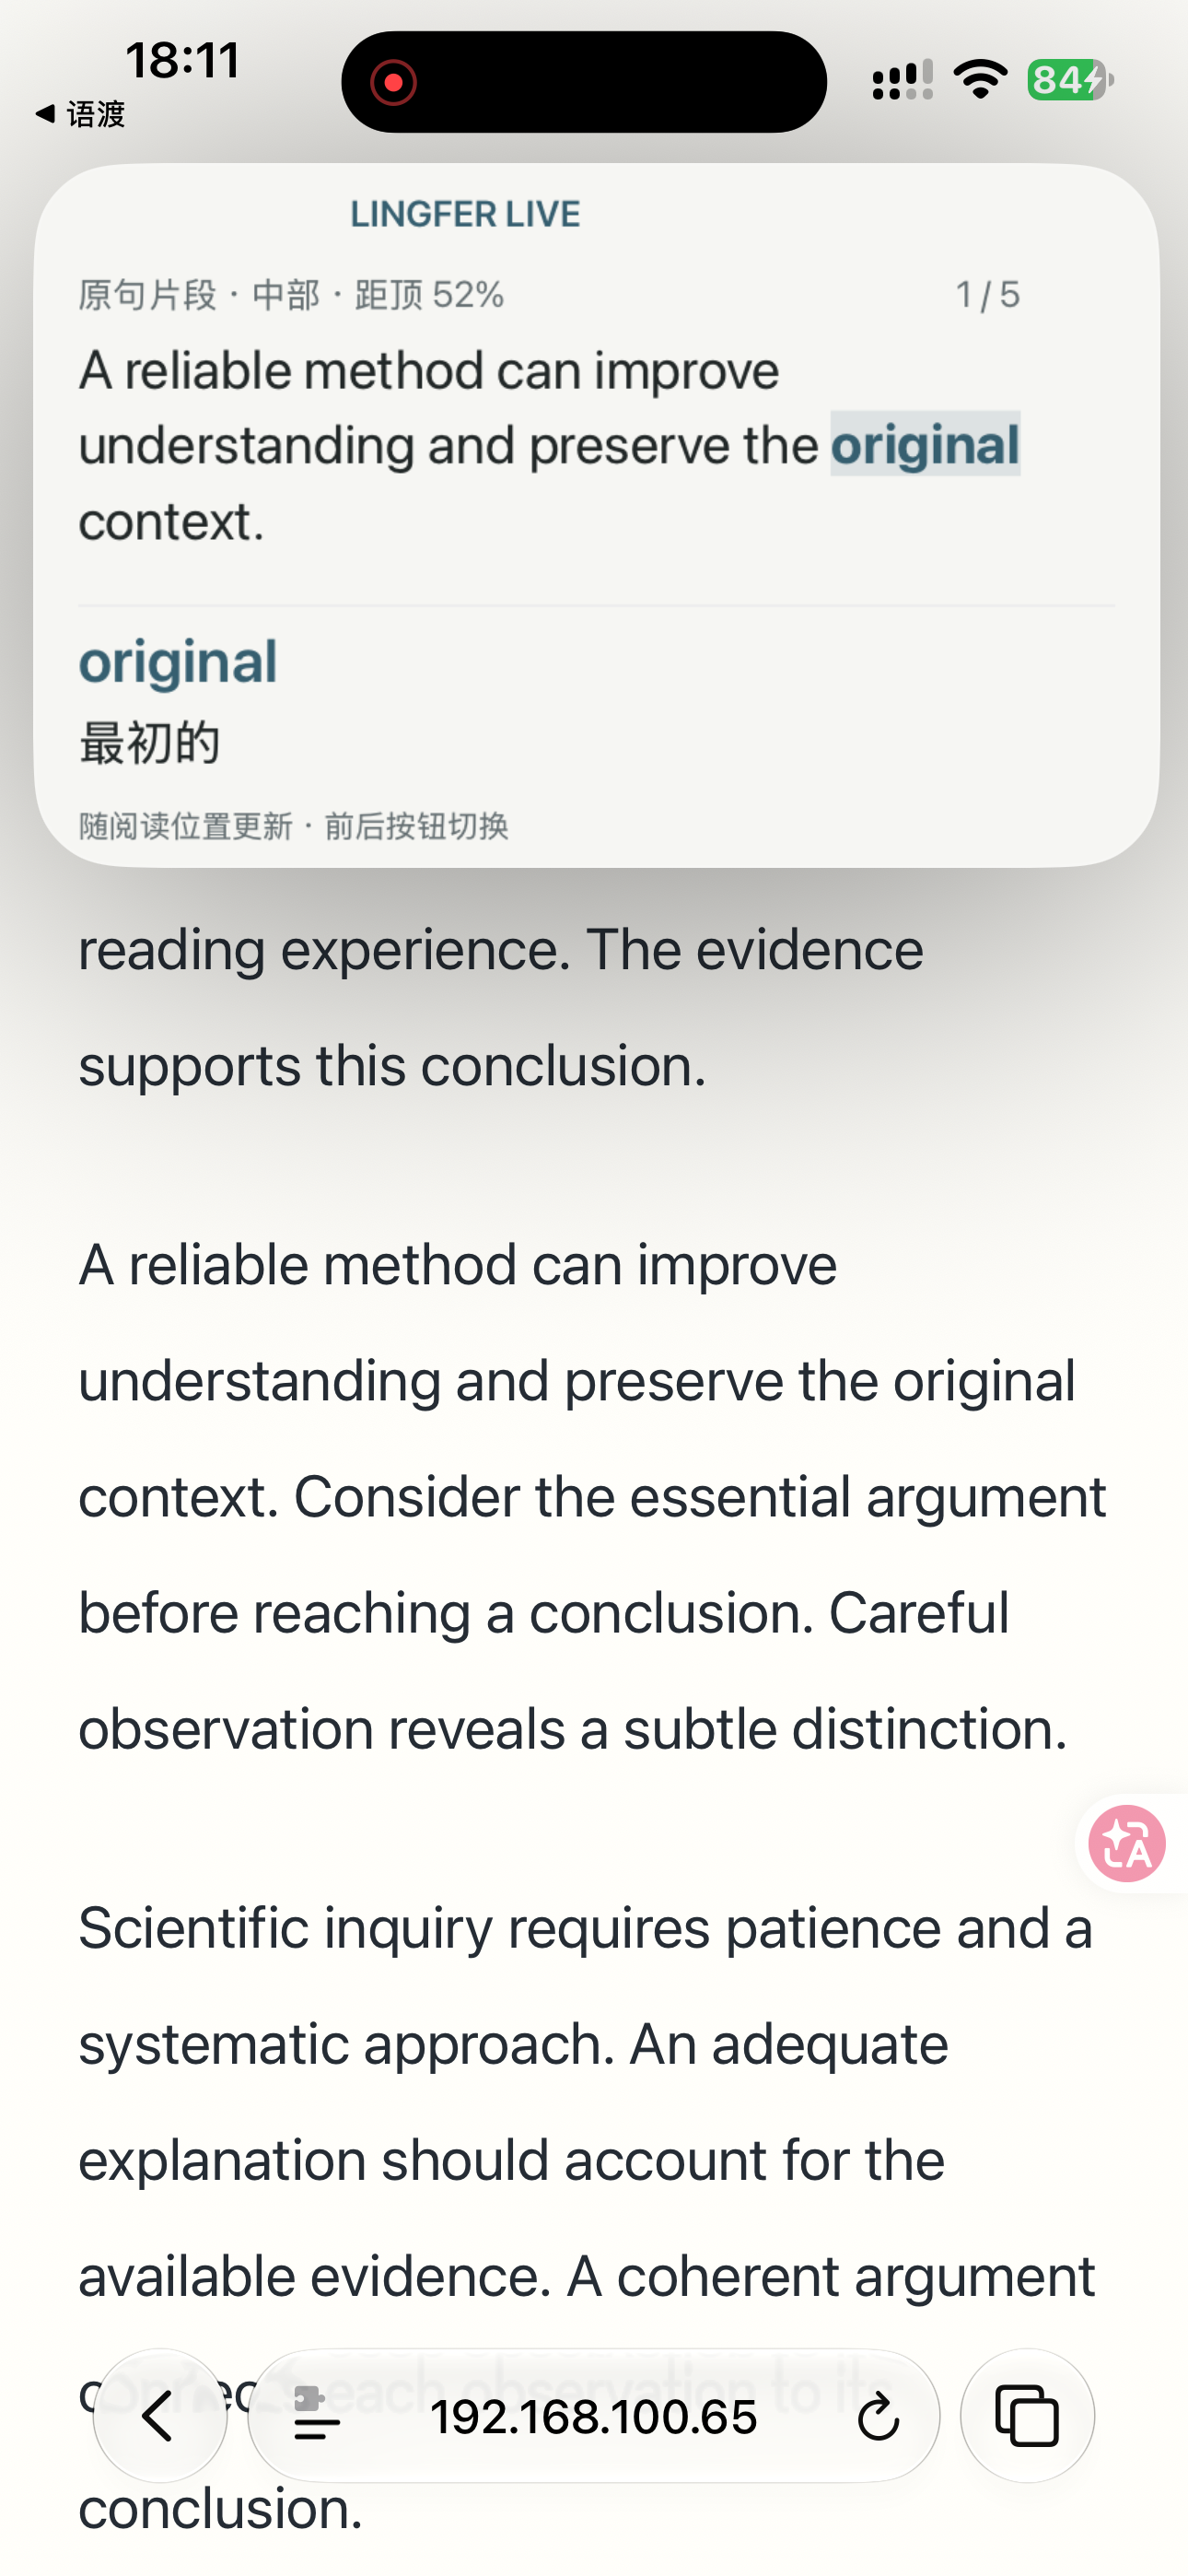 18:11
84
◀ 语渡
LINGFER LIVE
原句片段 · 中部 · 距顶 52%
1 / 5
A reliable method can improve
understanding and preserve the original
context.
original
最初的
随阅读位置更新 · 前后按钮切换
reading experience. The evidence
supports this conclusion.
A reliable method can improve
understanding and preserve the original
context. Consider the essential argument
before reaching a conclusion. Careful
observation reveals a subtle distinction.
Scientific inquiry requires patience and a
systematic approach. An adequate
explanation should account for the
available evidence. A coherent argument
each observation to its
192.168.100.65
conclusion.